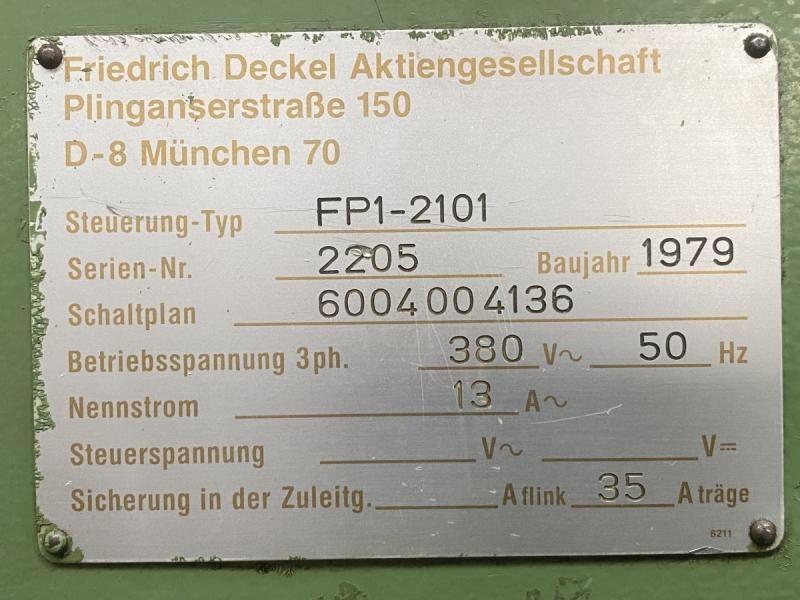 Friedrich Deckel Aktiengesellschaft
Plinganserstraße 150
D-8 München 70
Steuerung-Typ FP1-2101
Serien-Nr. 2205 Baujahr 1979
Schaltplan 6004004136
Betriebsspannung 3ph. 380 V~ 50 Hz
Nennstrom 13 A~
Steuerspannung V~ V⎓
Sicherung in der Zuleitg. A flink 35 A träge
6211